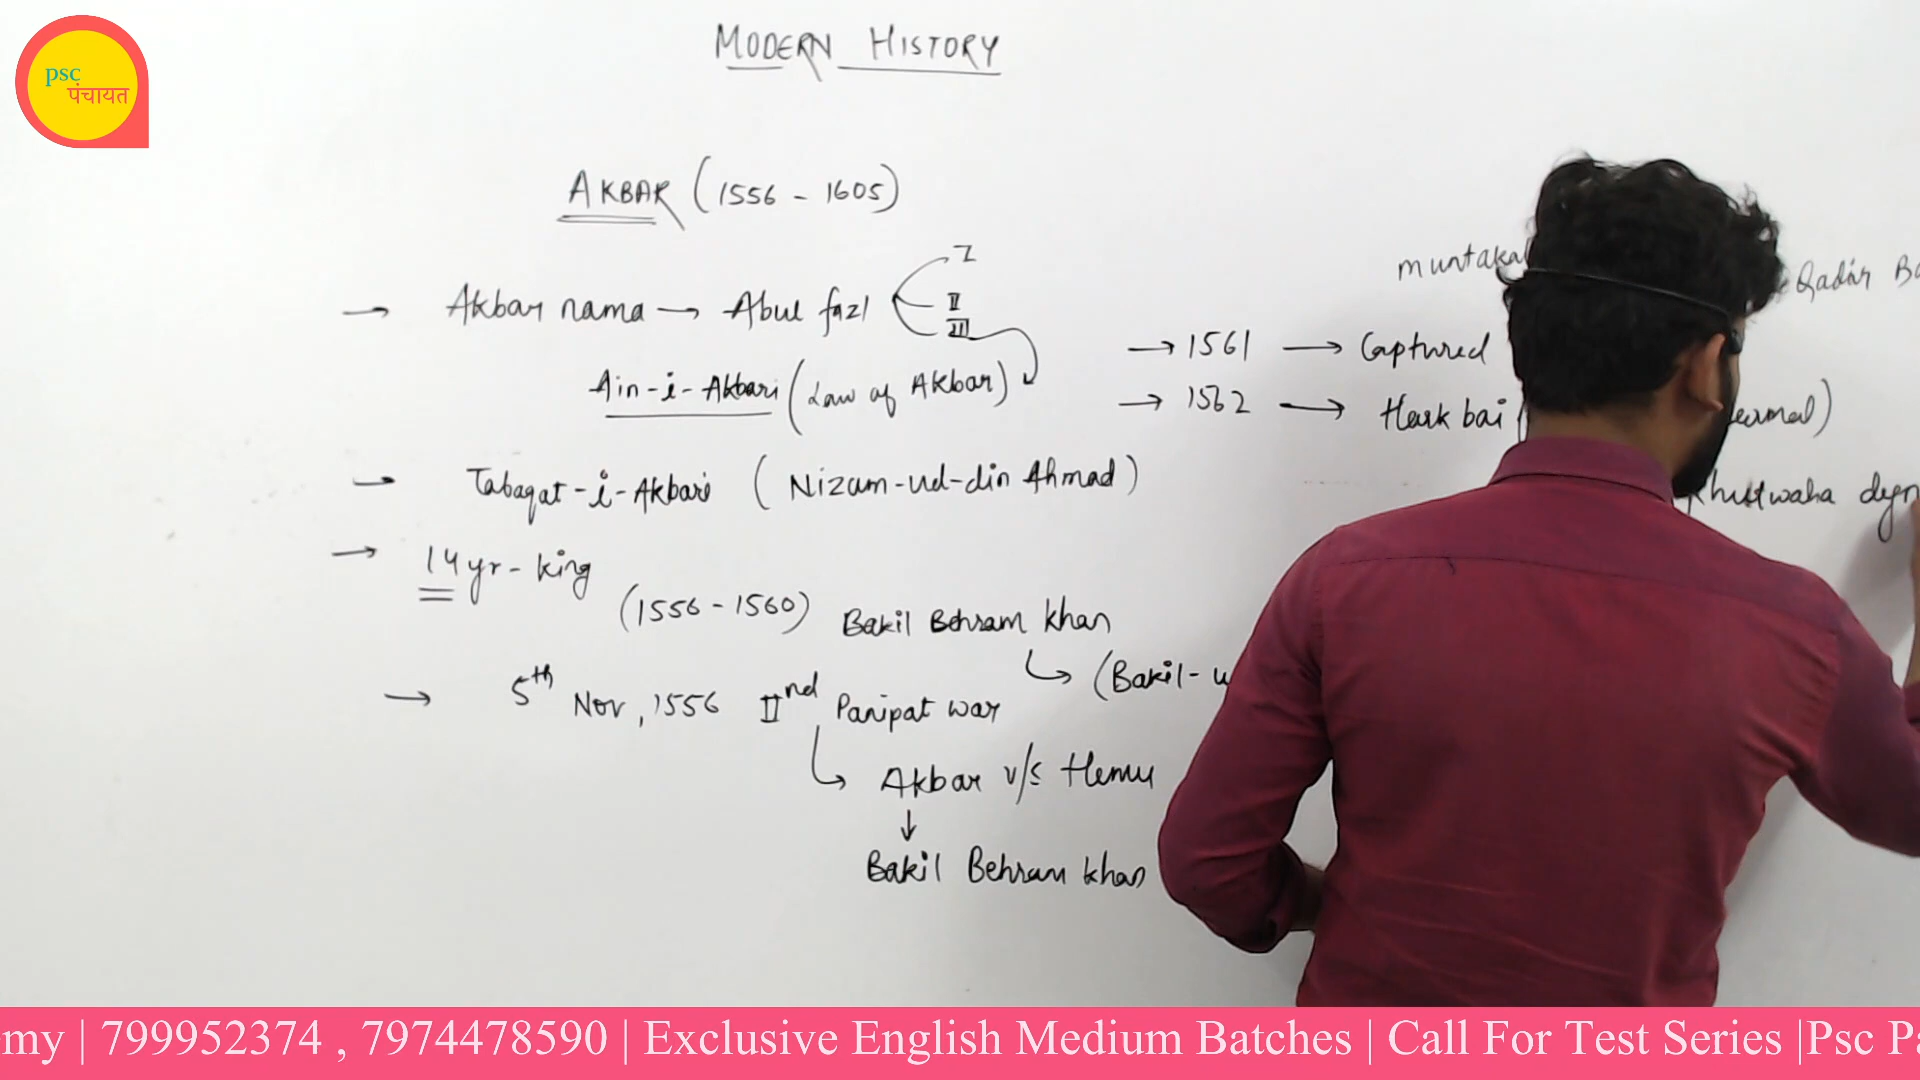 psc
पंचायत
MODERN HISTORY
AKBAR (1556 - 1605)
→ Akbar nama → Abul fazl
I
II
III
Ain-i-Akbari (Law of Akbar)
→ Tabaqat-i-Akbari (Nizam-ud-din Ahmad)
→ 14 yr - king
(1556 - 1560) Bakil Behram khan
(Bakil-
→ 5th Nov, 1556 IInd Panipat war
Akbar v/s Hemu
Bakil Behram khan
Qadir
→ 1561 → Captured
→ 1562 → Hark bai
my | 799952374 , 7974478590 | Exclusive English Medium Batches | Call For Test Series |Psc Pa